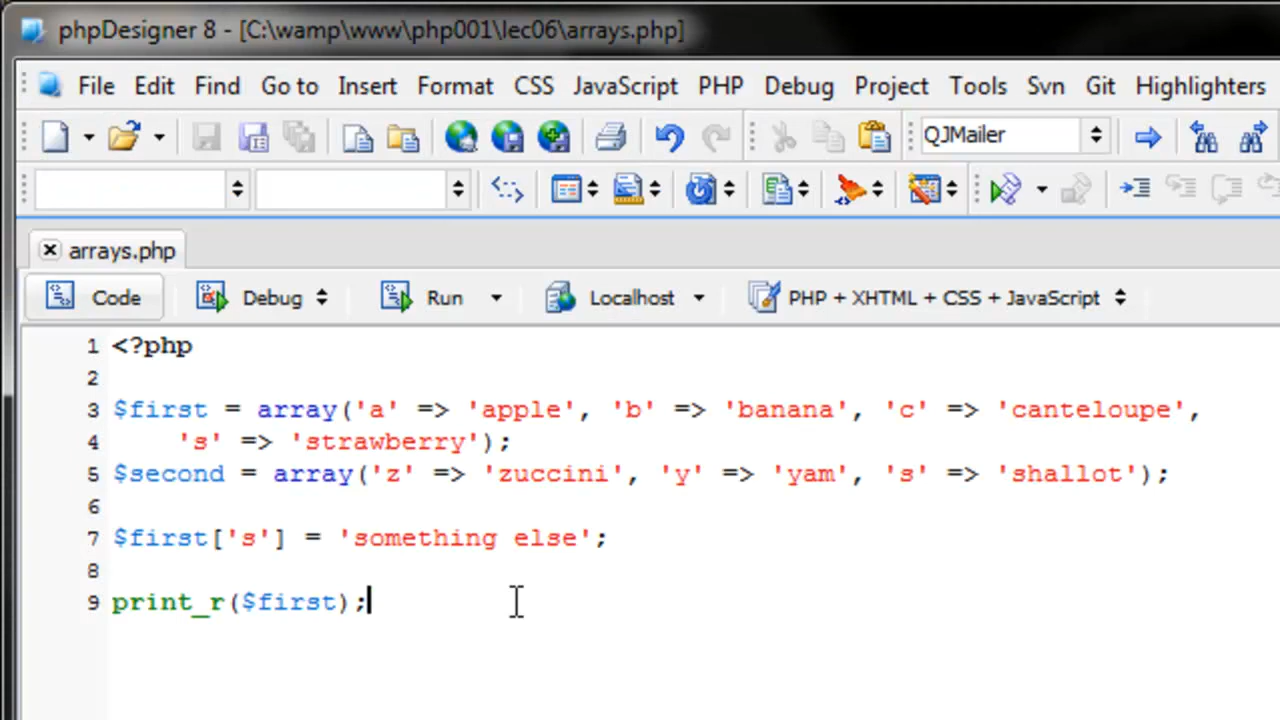 phpDesigner 8 - [C:\wamp\www\php001\lec06\arrays.php]
File Edit Find Go to Insert Format CSS JavaScript PHP Debug Project Tools Svn Git Highlighters
QJMailer
arrays.php
Code Debug Run Localhost PHP + XHTML + CSS + JavaScript
1 <?php
2
3 $first = array('a' => 'apple', 'b' => 'banana', 'c' => 'canteloupe',
4 's' => 'strawberry');
5 $second = array('z' => 'zuccini', 'y' => 'yam', 's' => 'shallot');
6
7 $first['s'] = 'something else';
8
9 print_r($first);